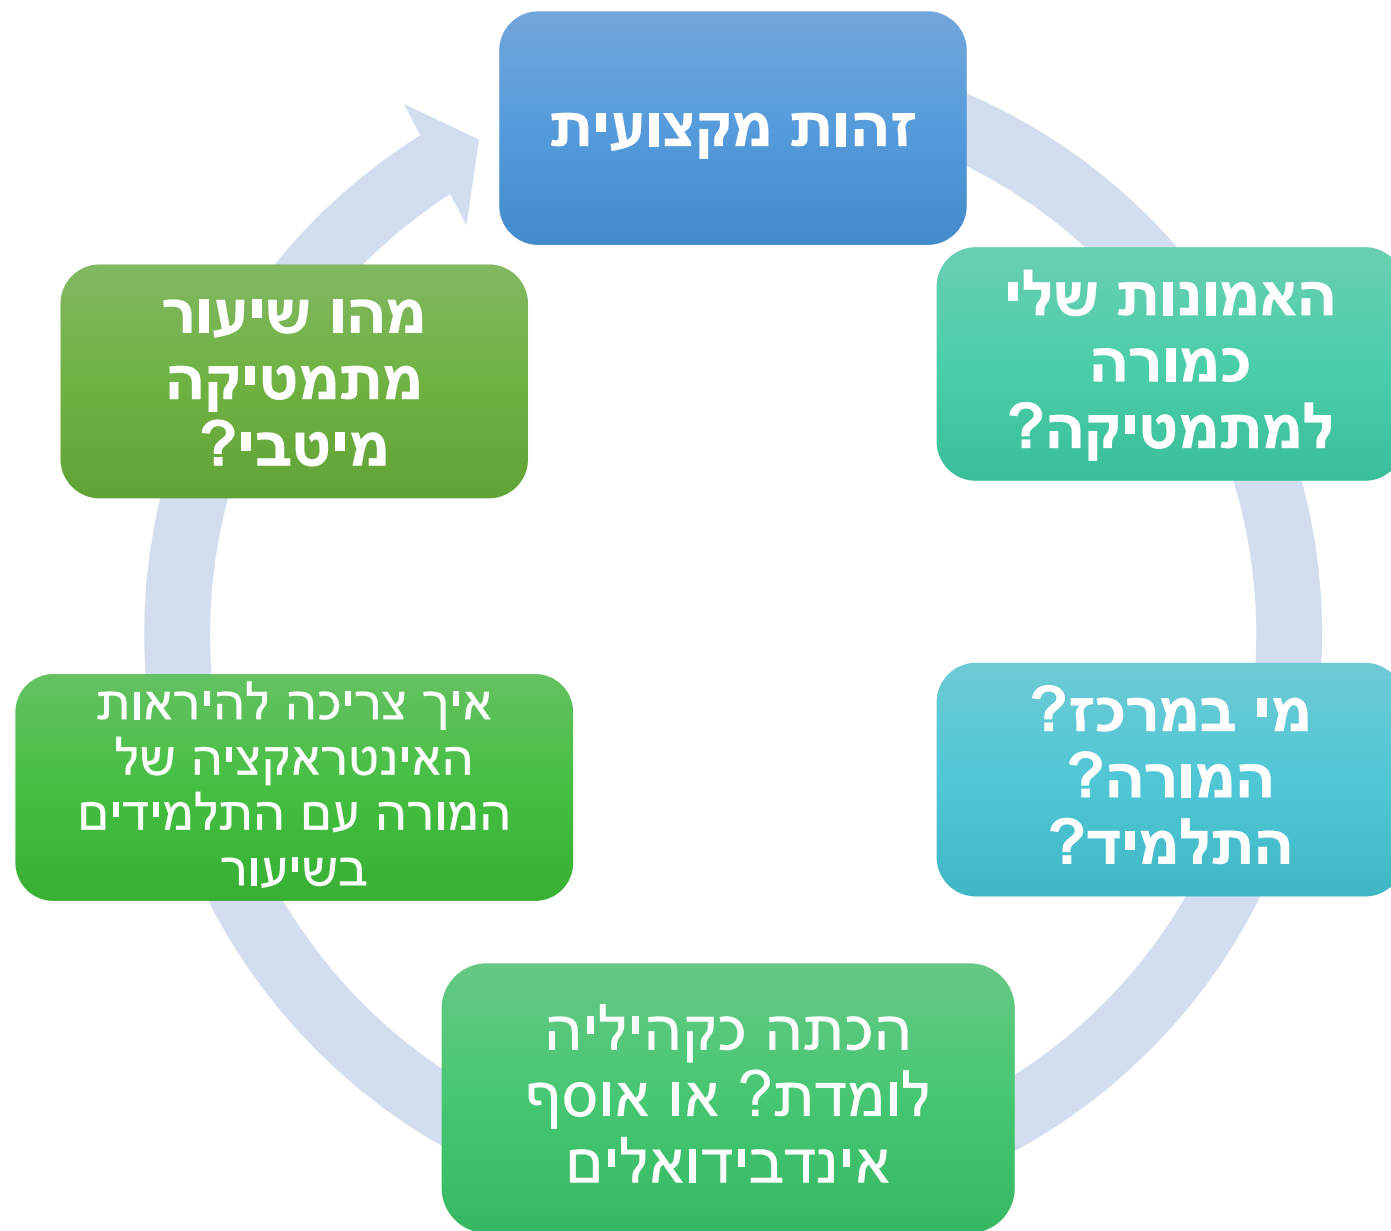 זהות מקצועית
האמונות שלי
כמורה
למתמטיקה?
מי במרכז?
המורה?
התלמיד?
הכתה כקהיליה
לומדת? או אוסף
אינדבידואלים
איך צריכה להיראות
האינטראקציה של
המורה עם התלמידים
בשיעור
מהו שיעור
מתמטיקה
מיטבי?